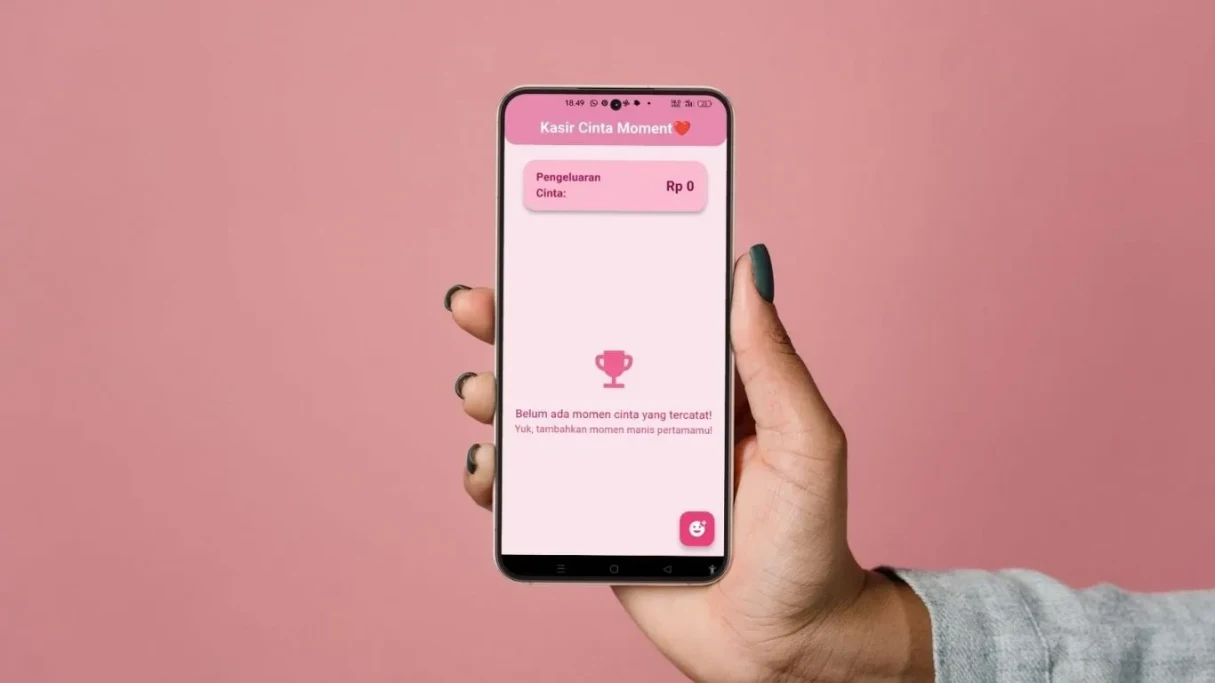 18.49
Kasir Cinta Moment❤️
Pengeluaran
Cinta:
Rp 0
Belum ada momen cinta yang tercatat!
Yuk, tambahkan momen manis pertamamu!